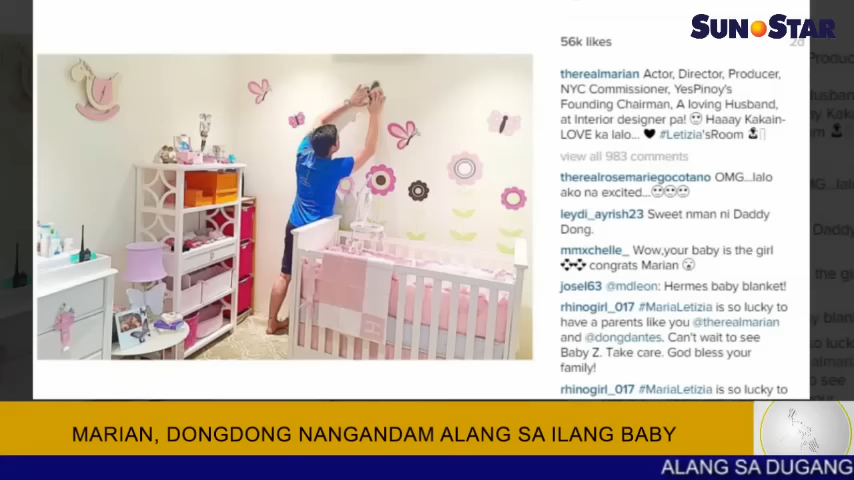 SUN STAR
56k likes
2d
therealmarian Actor, Director, Producer,
NYC Commissioner, YesPinoy's
Founding Chairman, A loving Husband,
at Interior designer pa! Haaay Kakain-
LOVE ka lalo... #Letizia'sRoom
view all 983 comments
therealrosemariegocotano OMG...lalo
ako na excited...
leydi_ayrish23 Sweet nman ni Daddy
Dong.
mmxchelle_ Wow,your baby is the girl
congrats Marian
josel63 @mdleon: Hermes baby blanket!
rhinogirl_017 #MariaLetizia is so lucky to
have a parents like you @therealmarian
and @dongdantes. Can't wait to see
Baby Z. Take care. God bless your
family!
rhinogirl_017 #MariaLetizia is so lucky to
MARIAN, DONGDONG NANGANDAM ALANG SA ILANG BABY
ALANG SA DUGANG